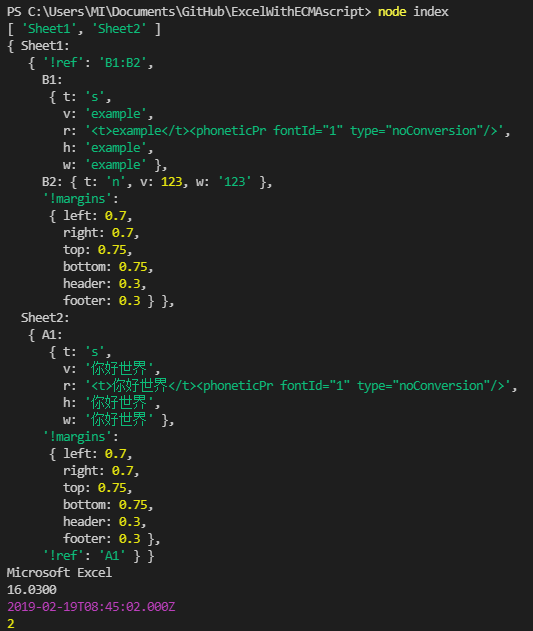 PS C:\Users\MI\Documents\GitHub\ExcelWithECMAscript> node index
[ 'Sheet1', 'Sheet2' ]
{ Sheet1:
   { '!ref': 'B1:B2',
     B1:
      { t: 's',
        v: 'example',
        r: '<t>example</t><phoneticPr fontId="1" type="noConversion"/>',
        h: 'example',
        w: 'example' },
     B2: { t: 'n', v: 123, w: '123' },
     '!margins':
      { left: 0.7,
        right: 0.7,
        top: 0.75,
        bottom: 0.75,
        header: 0.3,
        footer: 0.3 } },
  Sheet2:
   { A1:
      { t: 's',
        v: '你好世界',
        r: '<t>你好世界</t><phoneticPr fontId="1" type="noConversion"/>',
        h: '你好世界',
        w: '你好世界' },
     '!margins':
      { left: 0.7,
        right: 0.7,
        top: 0.75,
        bottom: 0.75,
        header: 0.3,
        footer: 0.3 },
     '!ref': 'A1' } }
Microsoft Excel
16.0300
2019-02-19T08:45:02.000Z
2